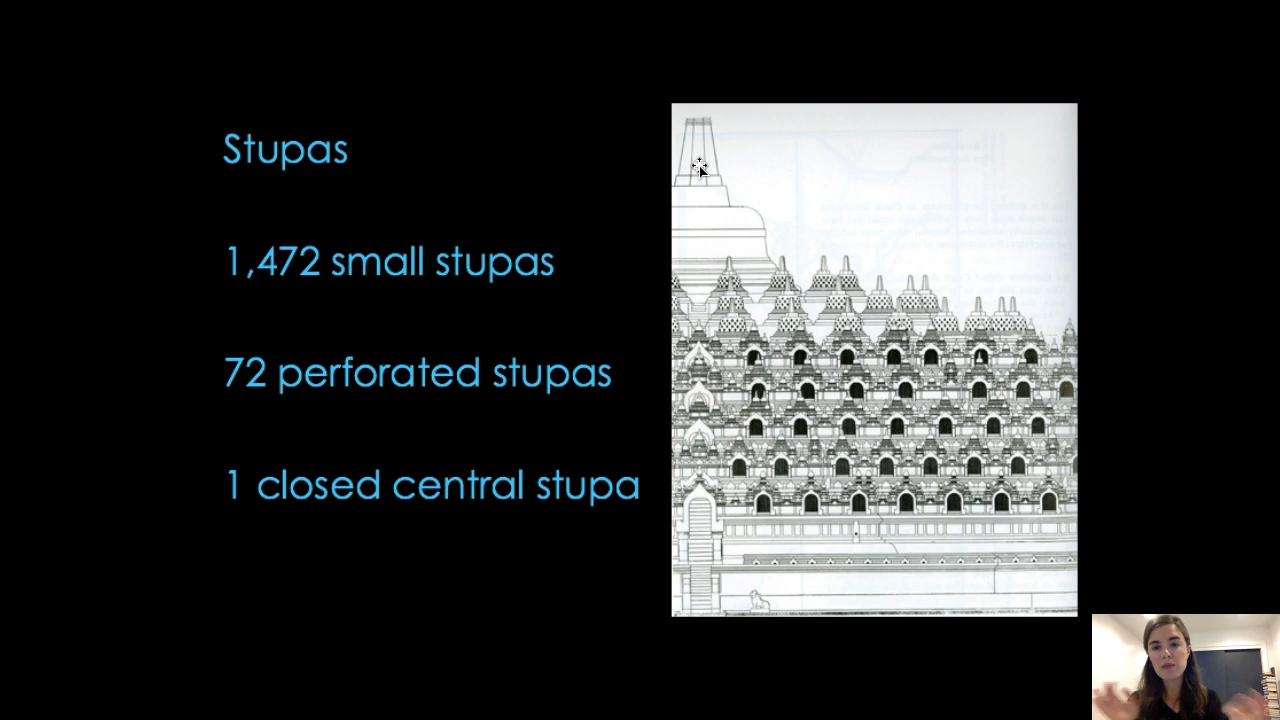 Stupas
1,472 small stupas
72 perforated stupas
1 closed central stupa